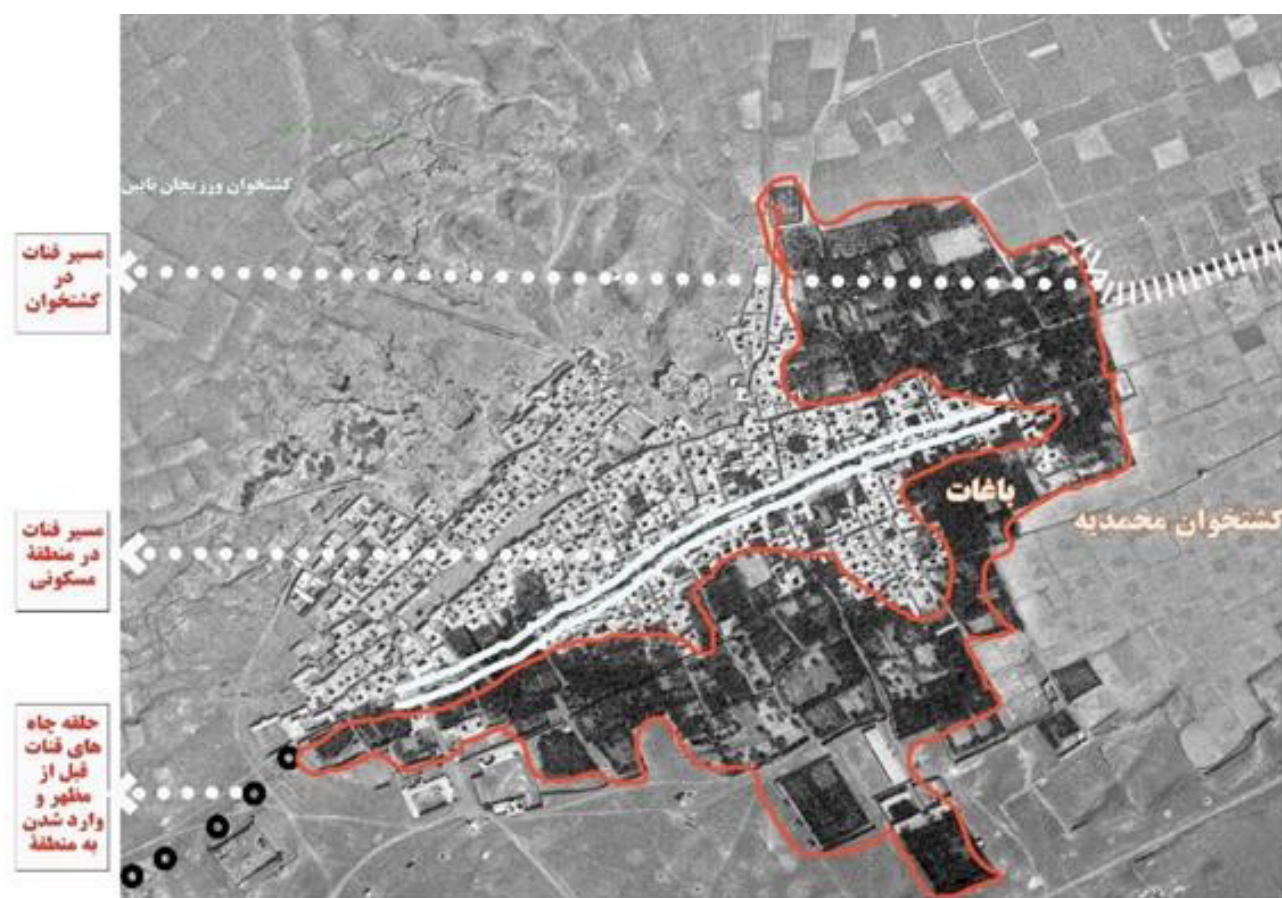 کشتخوان ورزیجان نایین
مسیر قنات
در
کشتخوان
باغات
کشتخوان محمدیه
مسیر قنات
در منطقهٔ
مسکونی
حلقه چاه
های قنات
قبل از
مظهر و
وارد شدن
به منطقهٔ